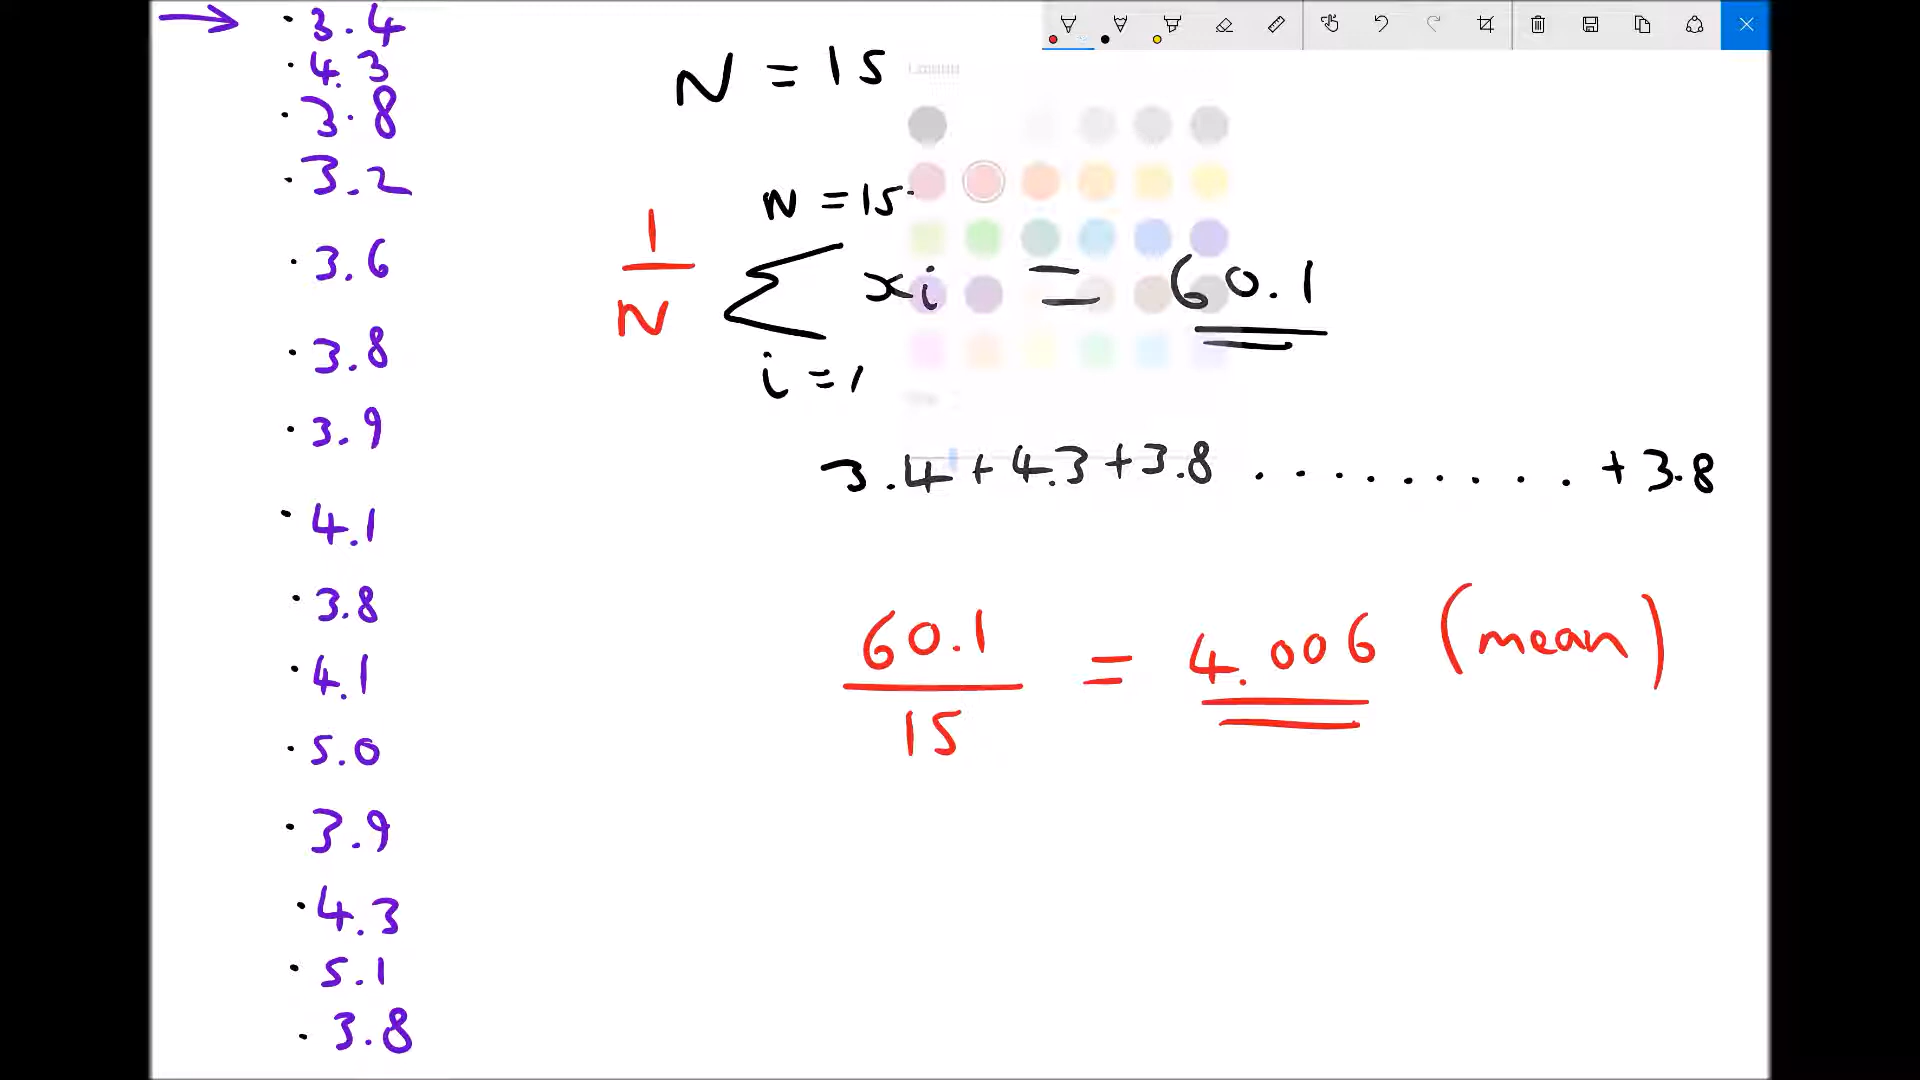 3.4
4.3
3.8
3.2
3.6
3.8
3.9
4.1
3.8
4.1
5.0
3.9
4.3
5.1
3.8
N = 15
N = 15
1/N ∑ xi = 60.1
i = 1
3.4 + 4.3 + 3.8 .......... + 3.8
60.1/15 = 4.006 (mean)